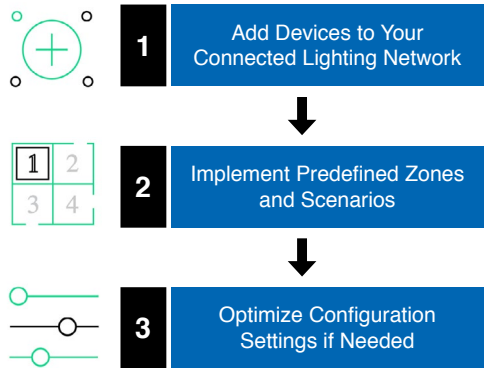 1
Add Devices to Your
Connected Lighting Network
1 2
3 4
2
Implement Predefined Zones
and Scenarios
3
Optimize Configuration
Settings if Needed